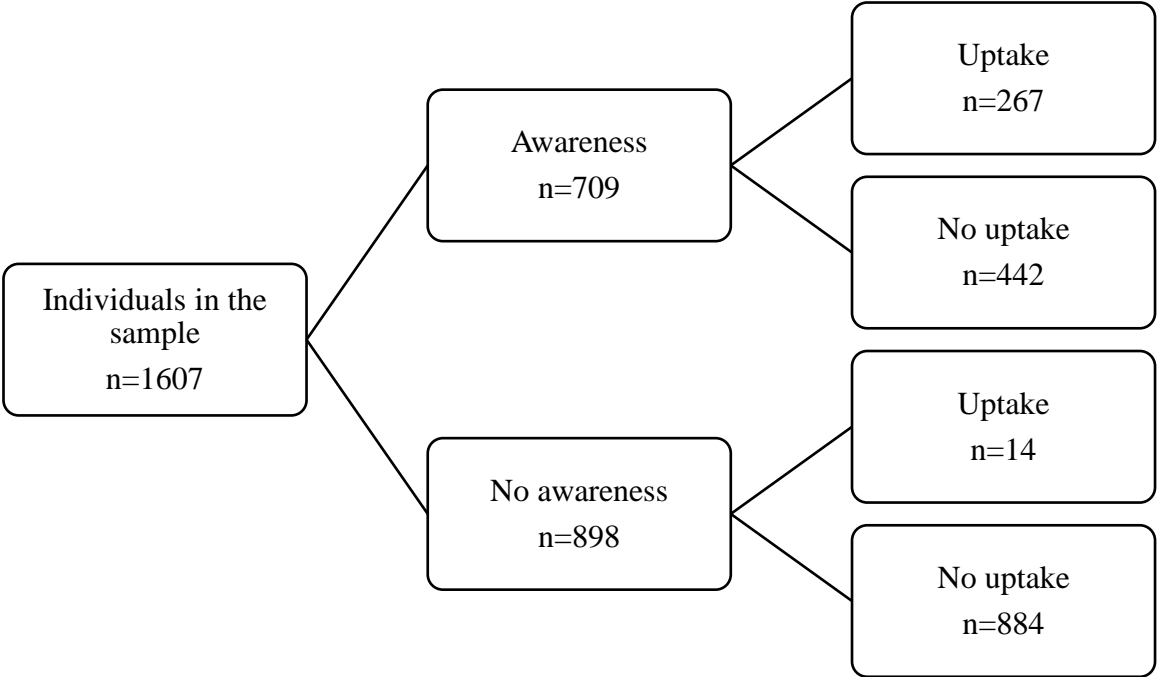 Individuals in the
sample
n=1607
Awareness
n=709
No awareness
n=898
Uptake
n=267
No uptake
n=442
Uptake
n=14
No uptake
n=884